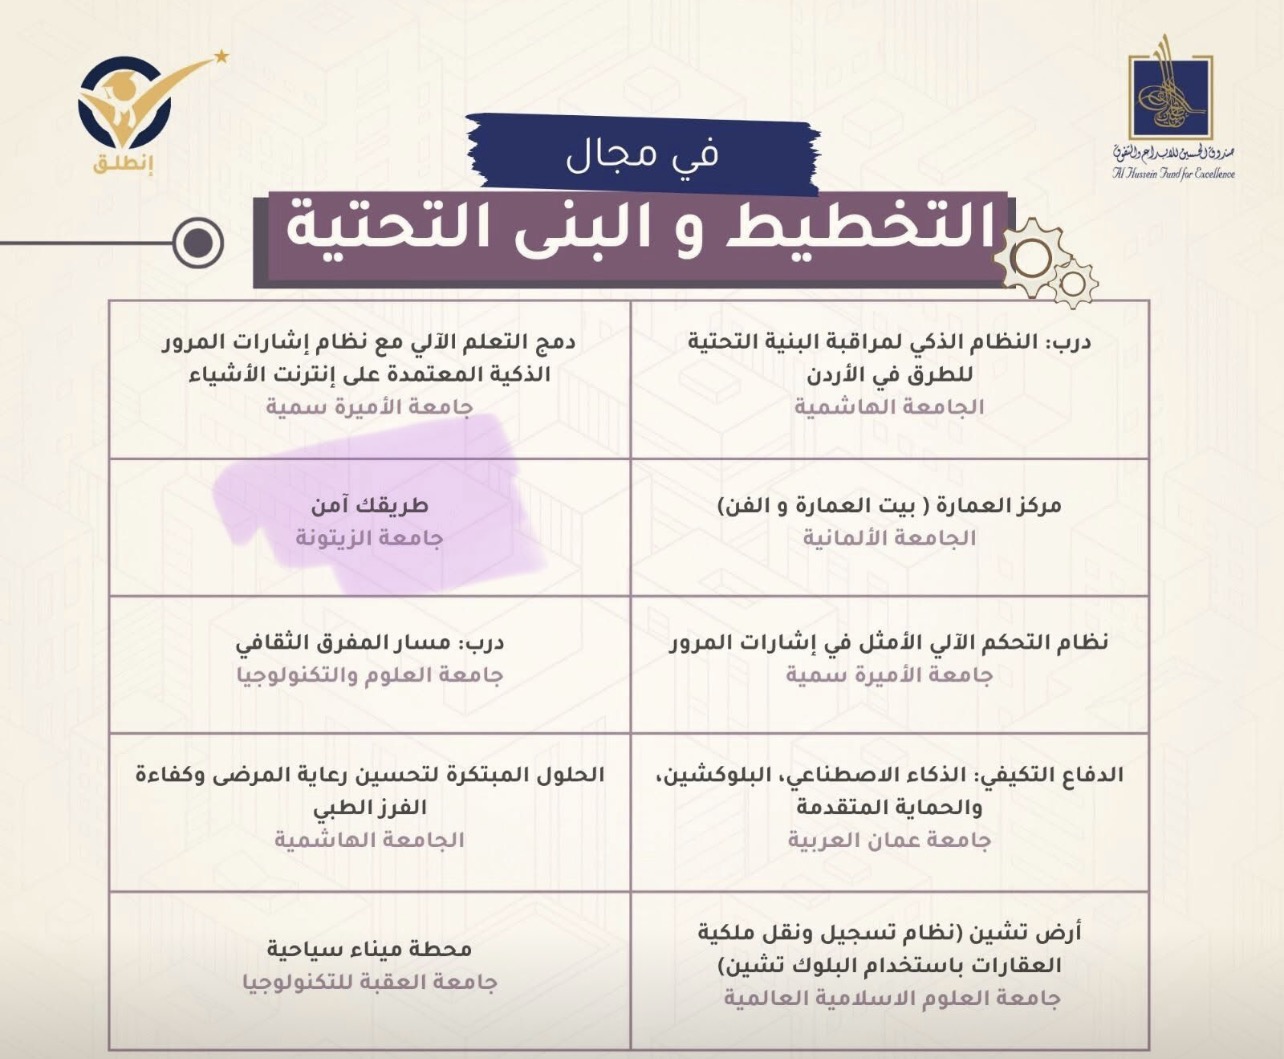 إنطلق
صندوق الحسين للابداع والتفوق
Al Hussein Fund for Excellence
في مجال
التخطيط و البنى التحتية
درب: النظام الذكي لمراقبة البنية التحتية
للطرق في الأردن
الجامعة الهاشمية
دمج التعلم الآلي مع نظام إشارات المرور
الذكية المعتمدة على إنترنت الأشياء
جامعة الأميرة سمية
مركز العمارة ( بيت العمارة و الفن)
الجامعة الألمانية
طريقك آمن
جامعة الزيتونة
نظام التحكم الآلي الأمثل في إشارات المرور
جامعة الأميرة سمية
درب: مسار المفرق الثقافي
جامعة العلوم والتكنولوجيا
الدفاع التكيفي: الذكاء الاصطناعي، البلوكشين،
والحماية المتقدمة
جامعة عمان العربية
الحلول المبتكرة لتحسين رعاية المرضى وكفاءة
الفرز الطبي
الجامعة الهاشمية
أرض تشين (نظام تسجيل ونقل ملكية
العقارات باستخدام البلوك تشين)
جامعة العلوم الاسلامية العالمية
محطة ميناء سياحية
جامعة العقبة للتكنولوجيا